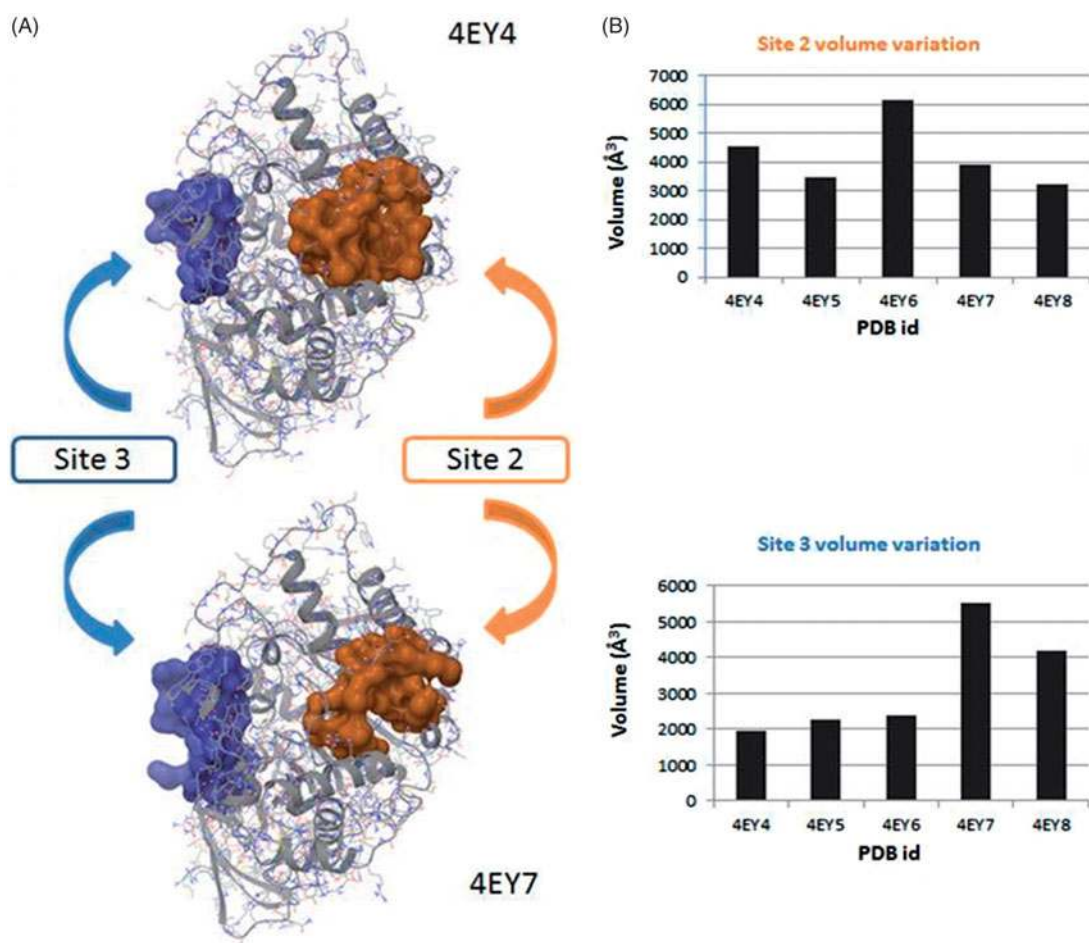 (A)
4EY4
Site 3
Site 2
4EY7
(B)
Site 2 volume variation
Volume (Å³)
7000
6000
5000
4000
3000
2000
1000
0
4EY4 4EY5 4EY6 4EY7 4EY8
PDB id
Site 3 volume variation
Volume (Å³)
6000
5000
4000
3000
2000
1000
0
4EY4 4EY5 4EY6 4EY7 4EY8
PDB id